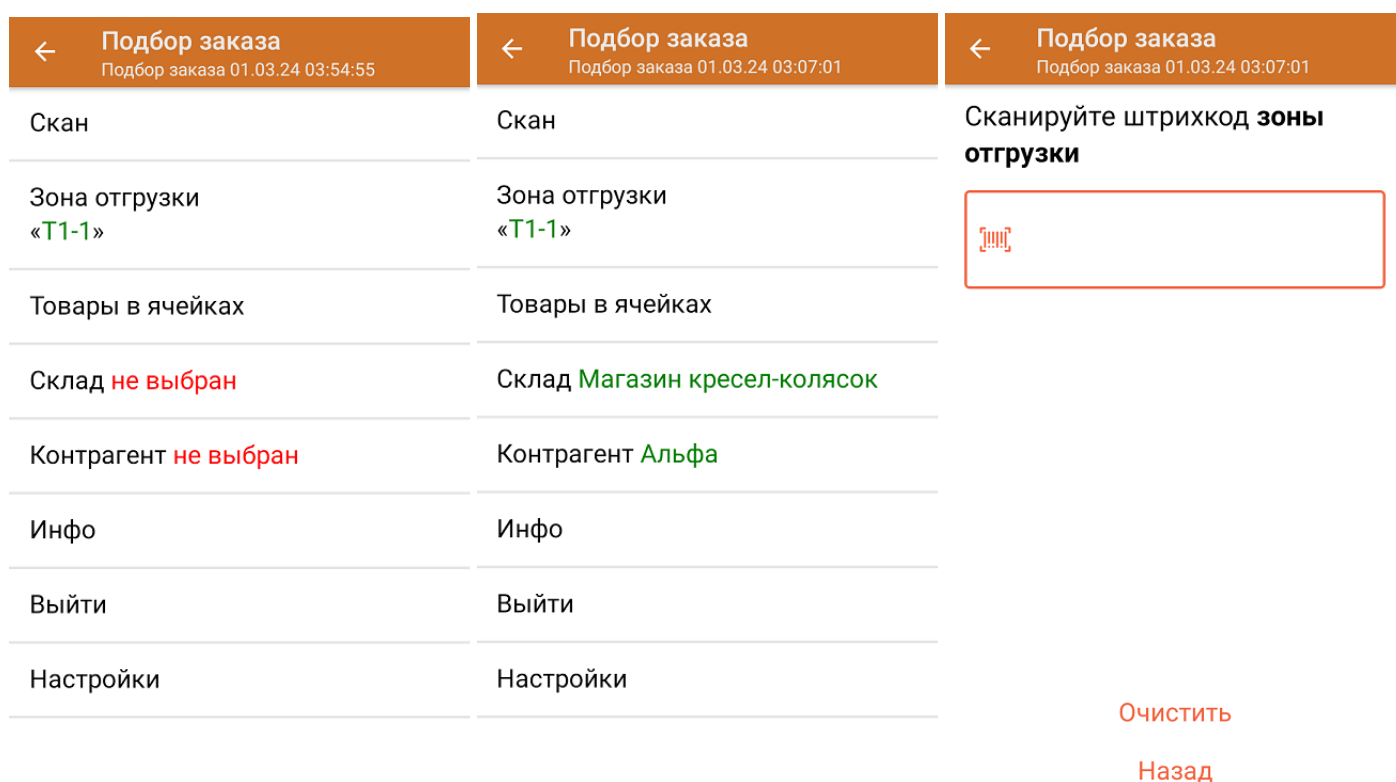 Подбор заказа
Подбор заказа 01.03.24 03:54:55
Скан
Зона отгрузки
«Т1-1»
Товары в ячейках
Склад не выбран
Контрагент не выбран
Инфо
Выйти
Настройки
Подбор заказа
Подбор заказа 01.03.24 03:07:01
Скан
Зона отгрузки
«Т1-1»
Товары в ячейках
Склад Магазин кресел-колясок
Контрагент Альфа
Инфо
Выйти
Настройки
Подбор заказа
Подбор заказа 01.03.24 03:07:01
Сканируйте штрихкод зоны
отгрузки
Очистить
Назад